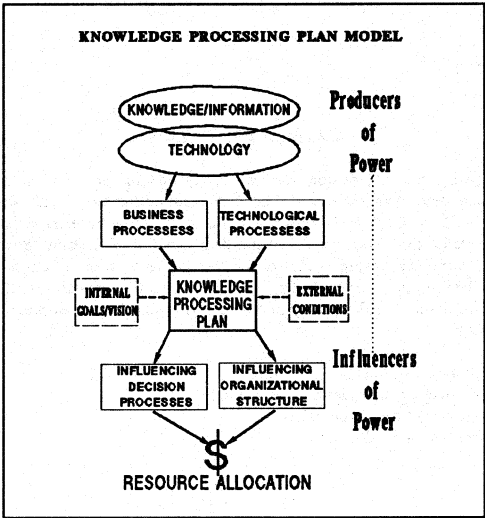 KNOWLEDGE PROCESSING PLAN MODEL
KNOWLEDGE/INFORMATION
TECHNOLOGY
Producers
of
Power
BUSINESS
PROCESSESS
TECHNOLOGICAL
PROCESSESS
INTERNAL
GOALS/VISION
KNOWLEDGE
PROCESSING
PLAN
EXTERNAL
CONDITIONS
INFLUENCING
DECISION
PROCESSES
INFLUENCING
ORGANIZATIONAL
STRUCTURE
Influencers
of
Power
$
RESOURCE ALLOCATION